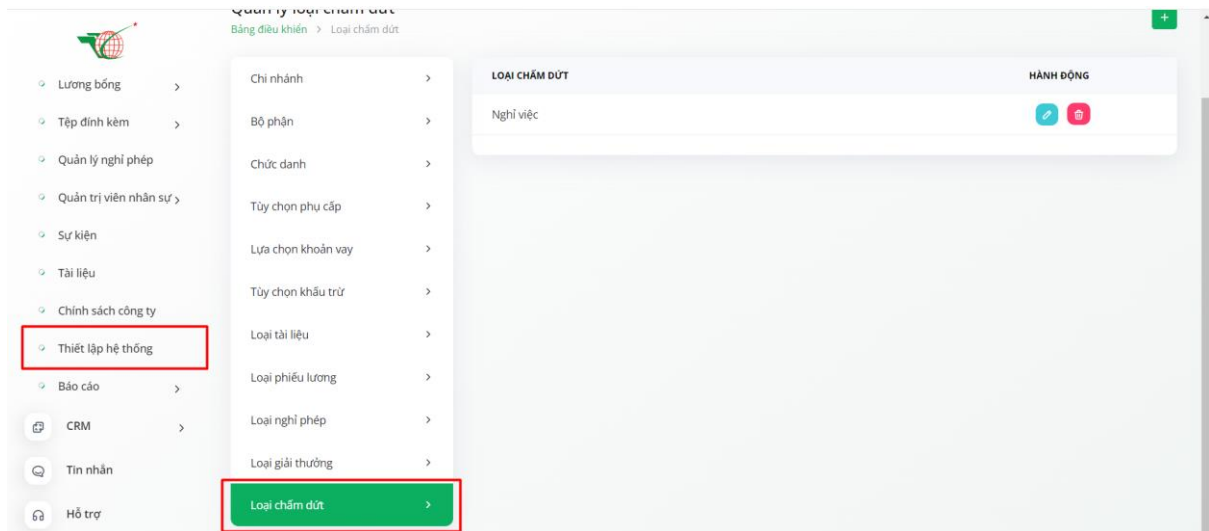 Quản lý loại chấm dứt
Bảng điều khiển > Loại chấm dứt
+
Lương bổng
Tệp đính kèm
Quản lý nghỉ phép
Quản trị viên nhân sự
Sự kiện
Tài liệu
Chính sách công ty
Thiết lập hệ thống
Báo cáo
CRM
Tin nhắn
Hỗ trợ
Chi nhánh
Bộ phận
Chức danh
Tùy chọn phụ cấp
Lựa chọn khoản vay
Tùy chọn khấu trừ
Loại tài liệu
Loại phiếu lương
Loại nghỉ phép
Loại giải thưởng
Loại chấm dứt
LOẠI CHẤM DỨT HÀNH ĐỘNG
Nghỉ việc